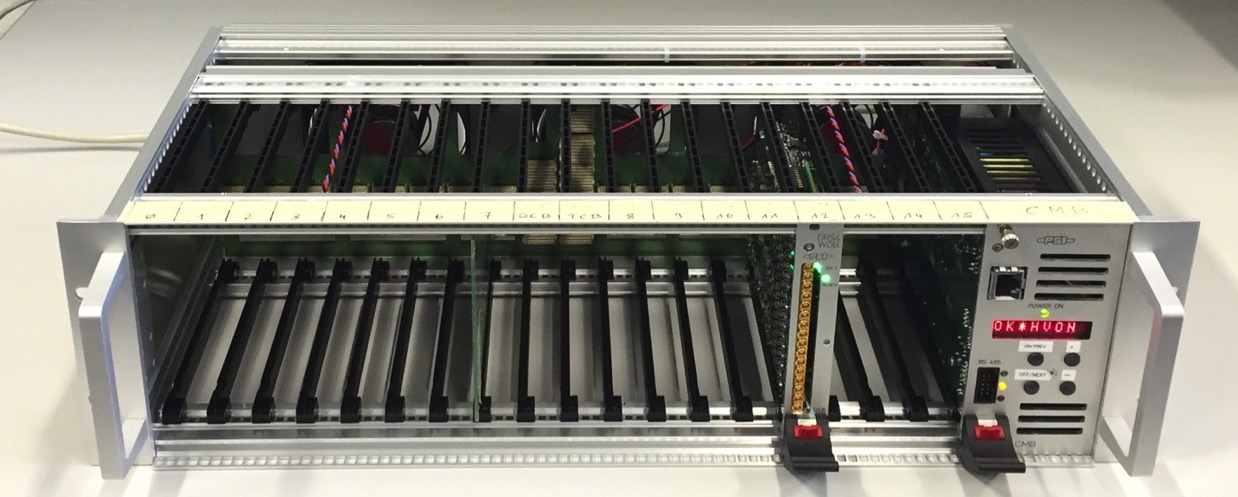 0 1 2 3 4 5 6 7 DCB TCB 8 9 10 11 12 13 14 15 CMB
DRS4
WDB
PSI
POWER ON
OK*HVON
ON/PREV +
RS 485
OFF/NEXT –
CMB